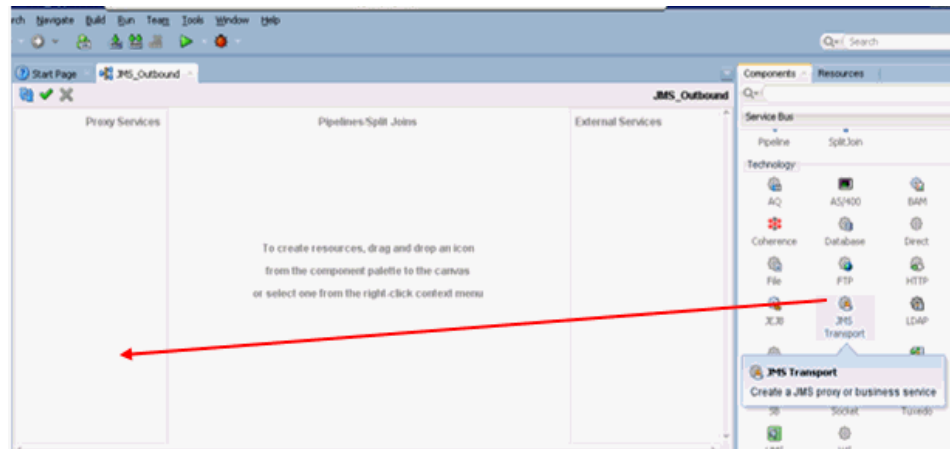 rch Navigate Build Run Team Tools Window Help
Search
Start Page JMS_Outbound
Components Resources
JMS_Outbound
Proxy Services Pipelines/Split Joins External Services
Service Bus
Pipeline SplitJoin
Technology
AQ AS/400 BAM
Coherence Database Direct
File FTP HTTP
JEJB JMS Transport LDAP
To create resources, drag and drop an icon
from the component palette to the canvas
or select one from the right-click context menu
JMS Transport
Create a JMS proxy or business service
SB Socket Tuxedo